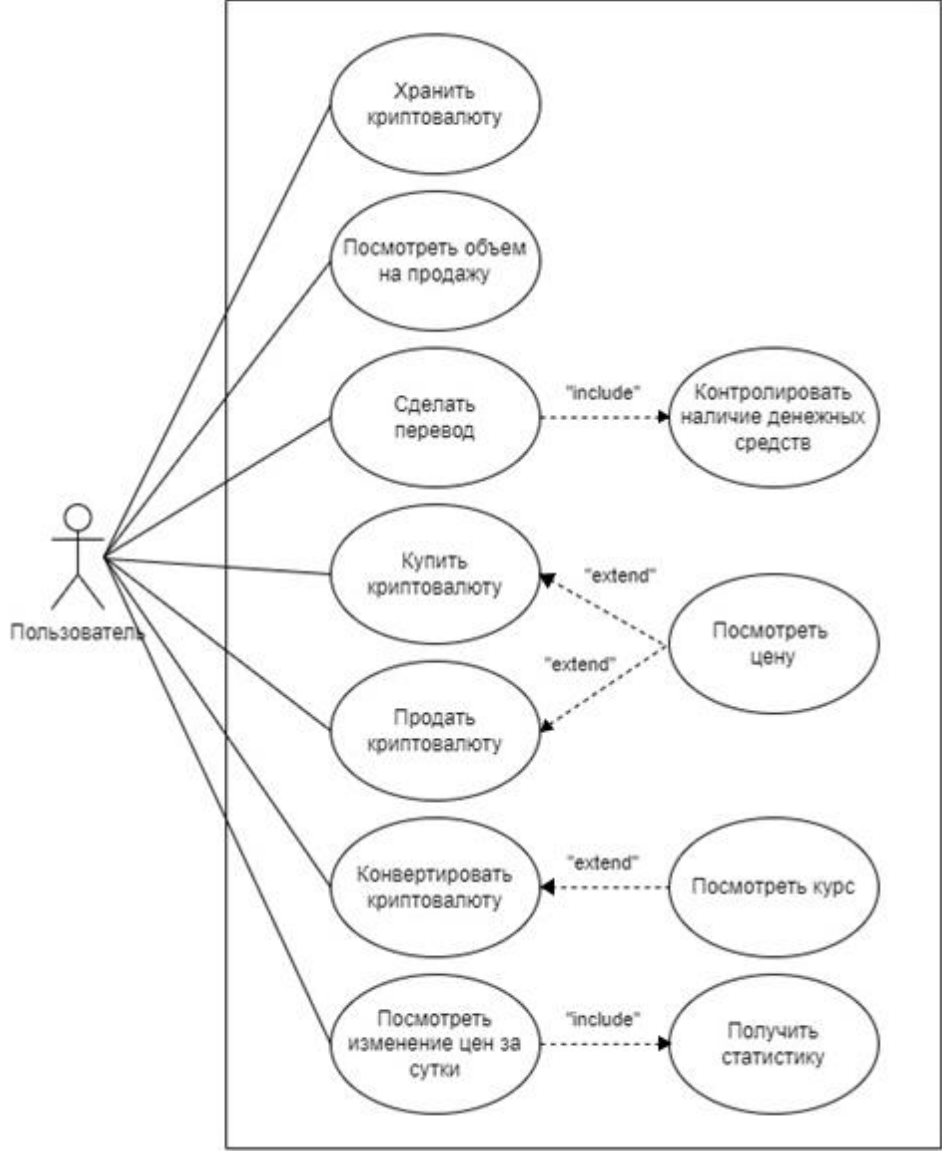 Хранить
криптовалюту
Посмотреть объем
на продажу
Сделать
перевод
"include"
Контролировать
наличие денежных
средств
Пользователь
Купить
криптовалюту
"extend"
Посмотреть
цену
"extend"
Продать
криптовалюту
Конвертировать
криптовалюту
"extend"
Посмотреть курс
Посмотреть
изменение цен за
сутки
"include"
Получить
статистику